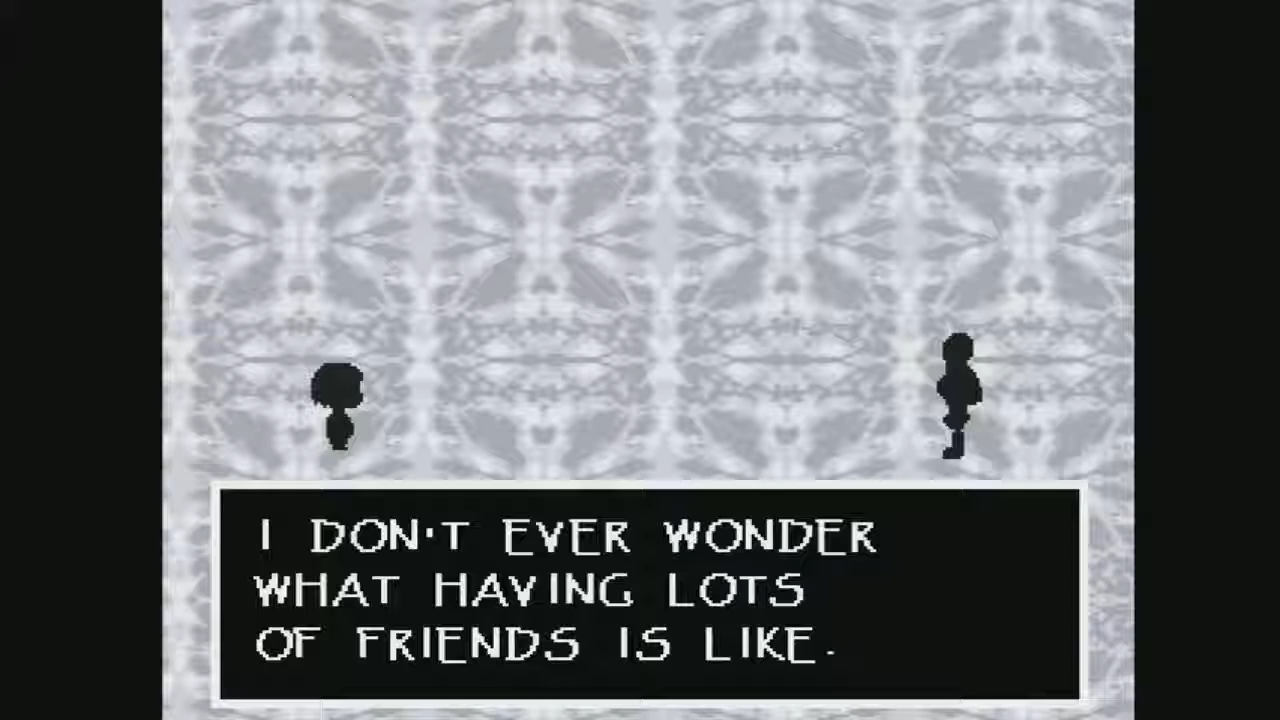 I DON'T EVER WONDER
WHAT HAVING LOTS
OF FRIENDS IS LIKE.